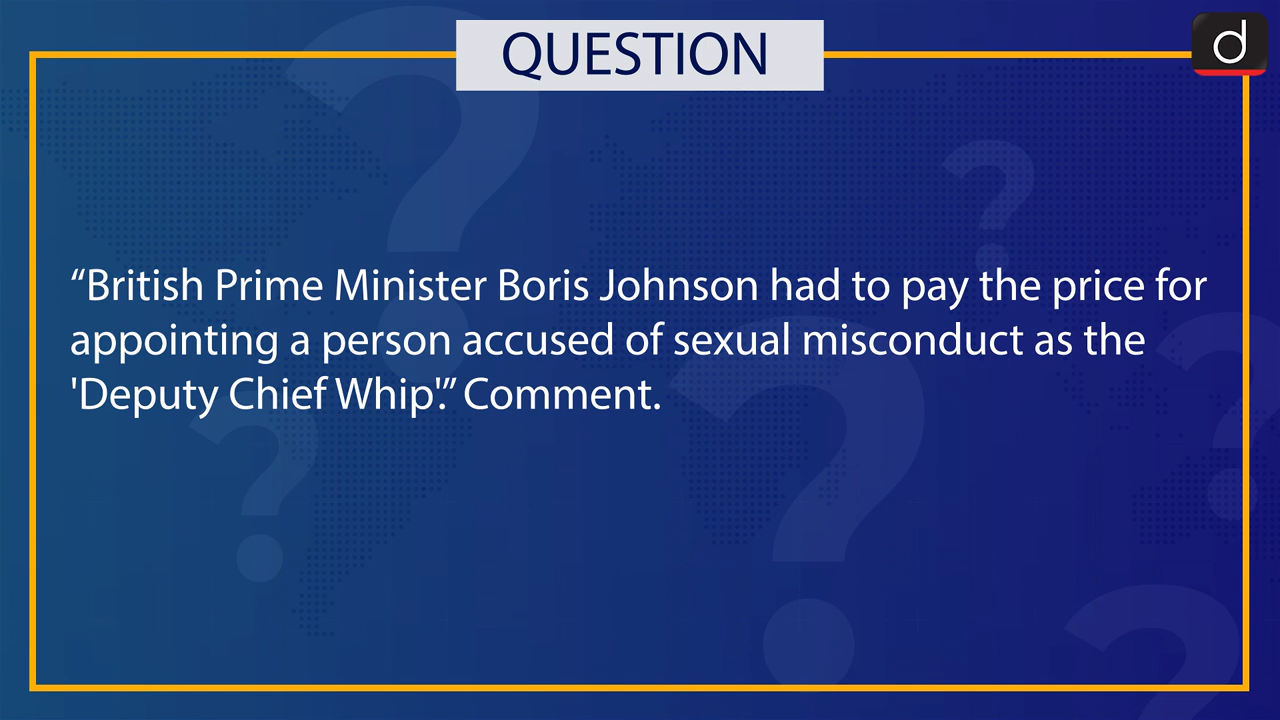 QUESTION
d
“British Prime Minister Boris Johnson had to pay the price for
appointing a person accused of sexual misconduct as the
'Deputy Chief Whip'.” Comment.